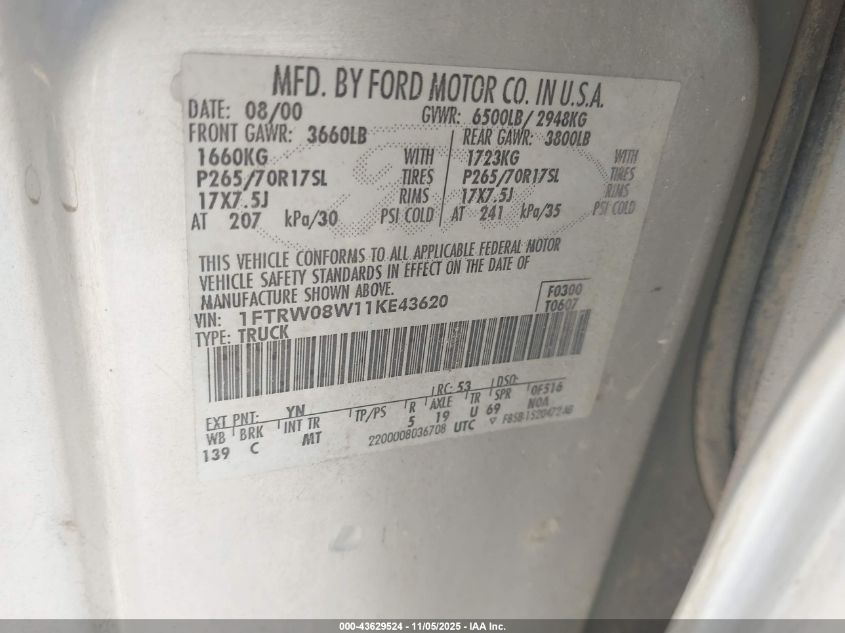 MFD. BY FORD MOTOR CO. IN U.S.A.
DATE: 08/00 GVWR: 6500LB/ 2948KG
FRONT GAWR: 3660LB REAR GAWR: 3800LB
1660KG WITH 1723KG WITH
P265/70R17SL TIRES P265/70R17SL TIRES
17X7.5J RIMS 17X7.5J RIMS
AT 207 kPa/30 PSI COLD AT 241 kPa/35 PSI COLD
THIS VEHICLE CONFORMS TO ALL APPLICABLE FEDERAL MOTOR
VEHICLE SAFETY STANDARDS IN EFFECT ON THE DATE OF
MANUFACTURE SHOWN ABOVE.
VIN: 1FTRW08W11KE43620 F0300
TYPE: TRUCK T0607
EXT PNT: YN RC: 53 DSO: 0F516
WB BRK INT TR TP/PS R AXLE TR SPR N0A
139 C MT 5 19 U 69
2200008036708 UTC ▽ F85B-1520472-AB
000-43629524 - 11/05/2025 - IAA Inc.